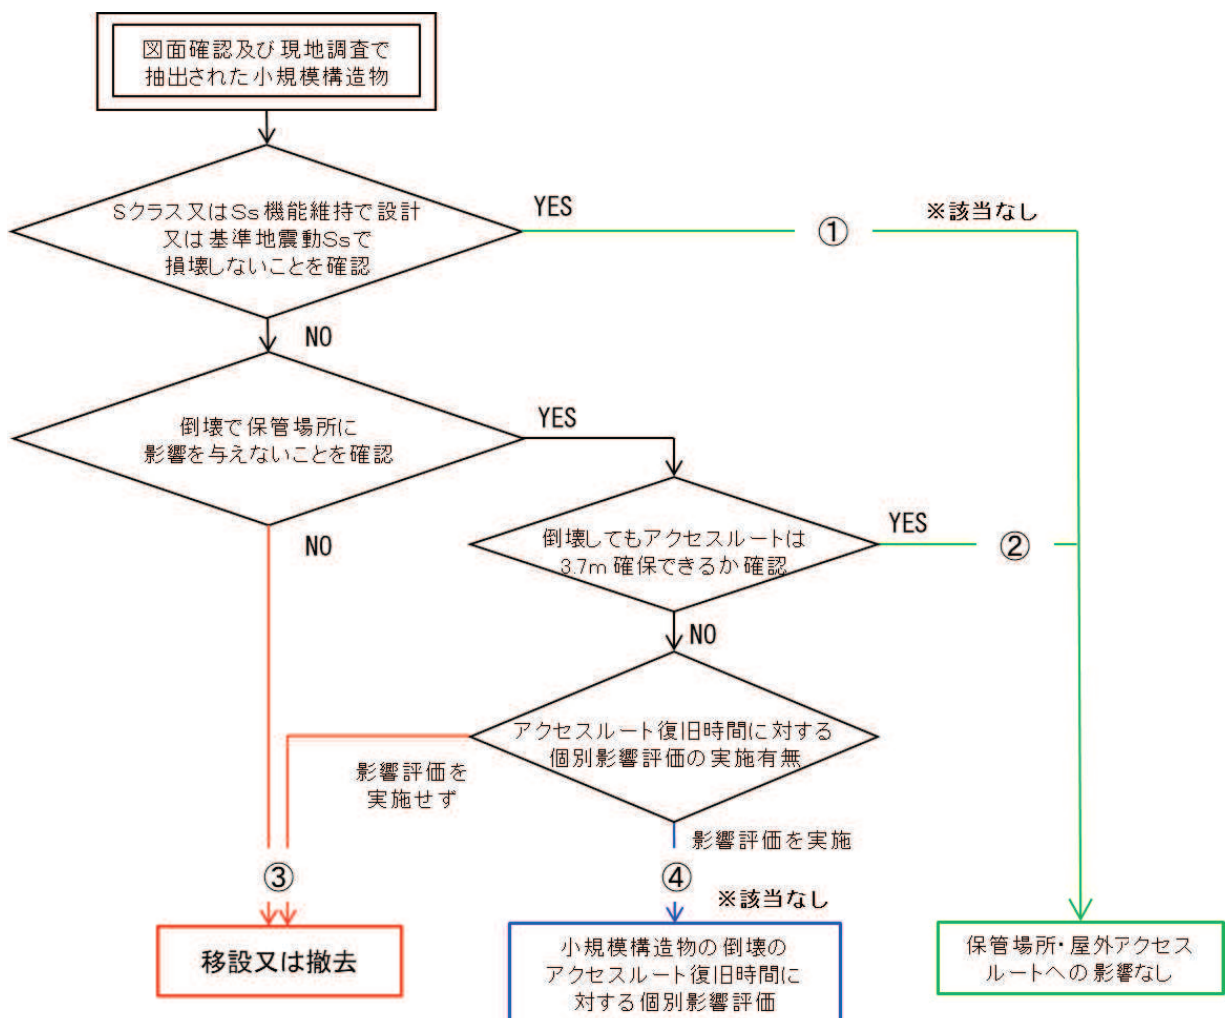 図面確認及び現地調査で
抽出された小規模構造物
Sクラス又はSs機能維持で設計
又は基準地震動Ssで
損壊しないことを確認
YES
①
※該当なし
NO
倒壊で保管場所に
影響を与えないことを確認
YES
NO
倒壊してもアクセスルートは
3.7m確保できるか確認
YES
②
NO
アクセスルート復旧時間に対する
個別影響評価の実施有無
影響評価を
実施せず
影響評価を実施
③
④
※該当なし
移設又は撤去
小規模構造物の倒壊の
アクセスルート復旧時間に
対する個別影響評価
保管場所・屋外アクセス
ルートへの影響なし